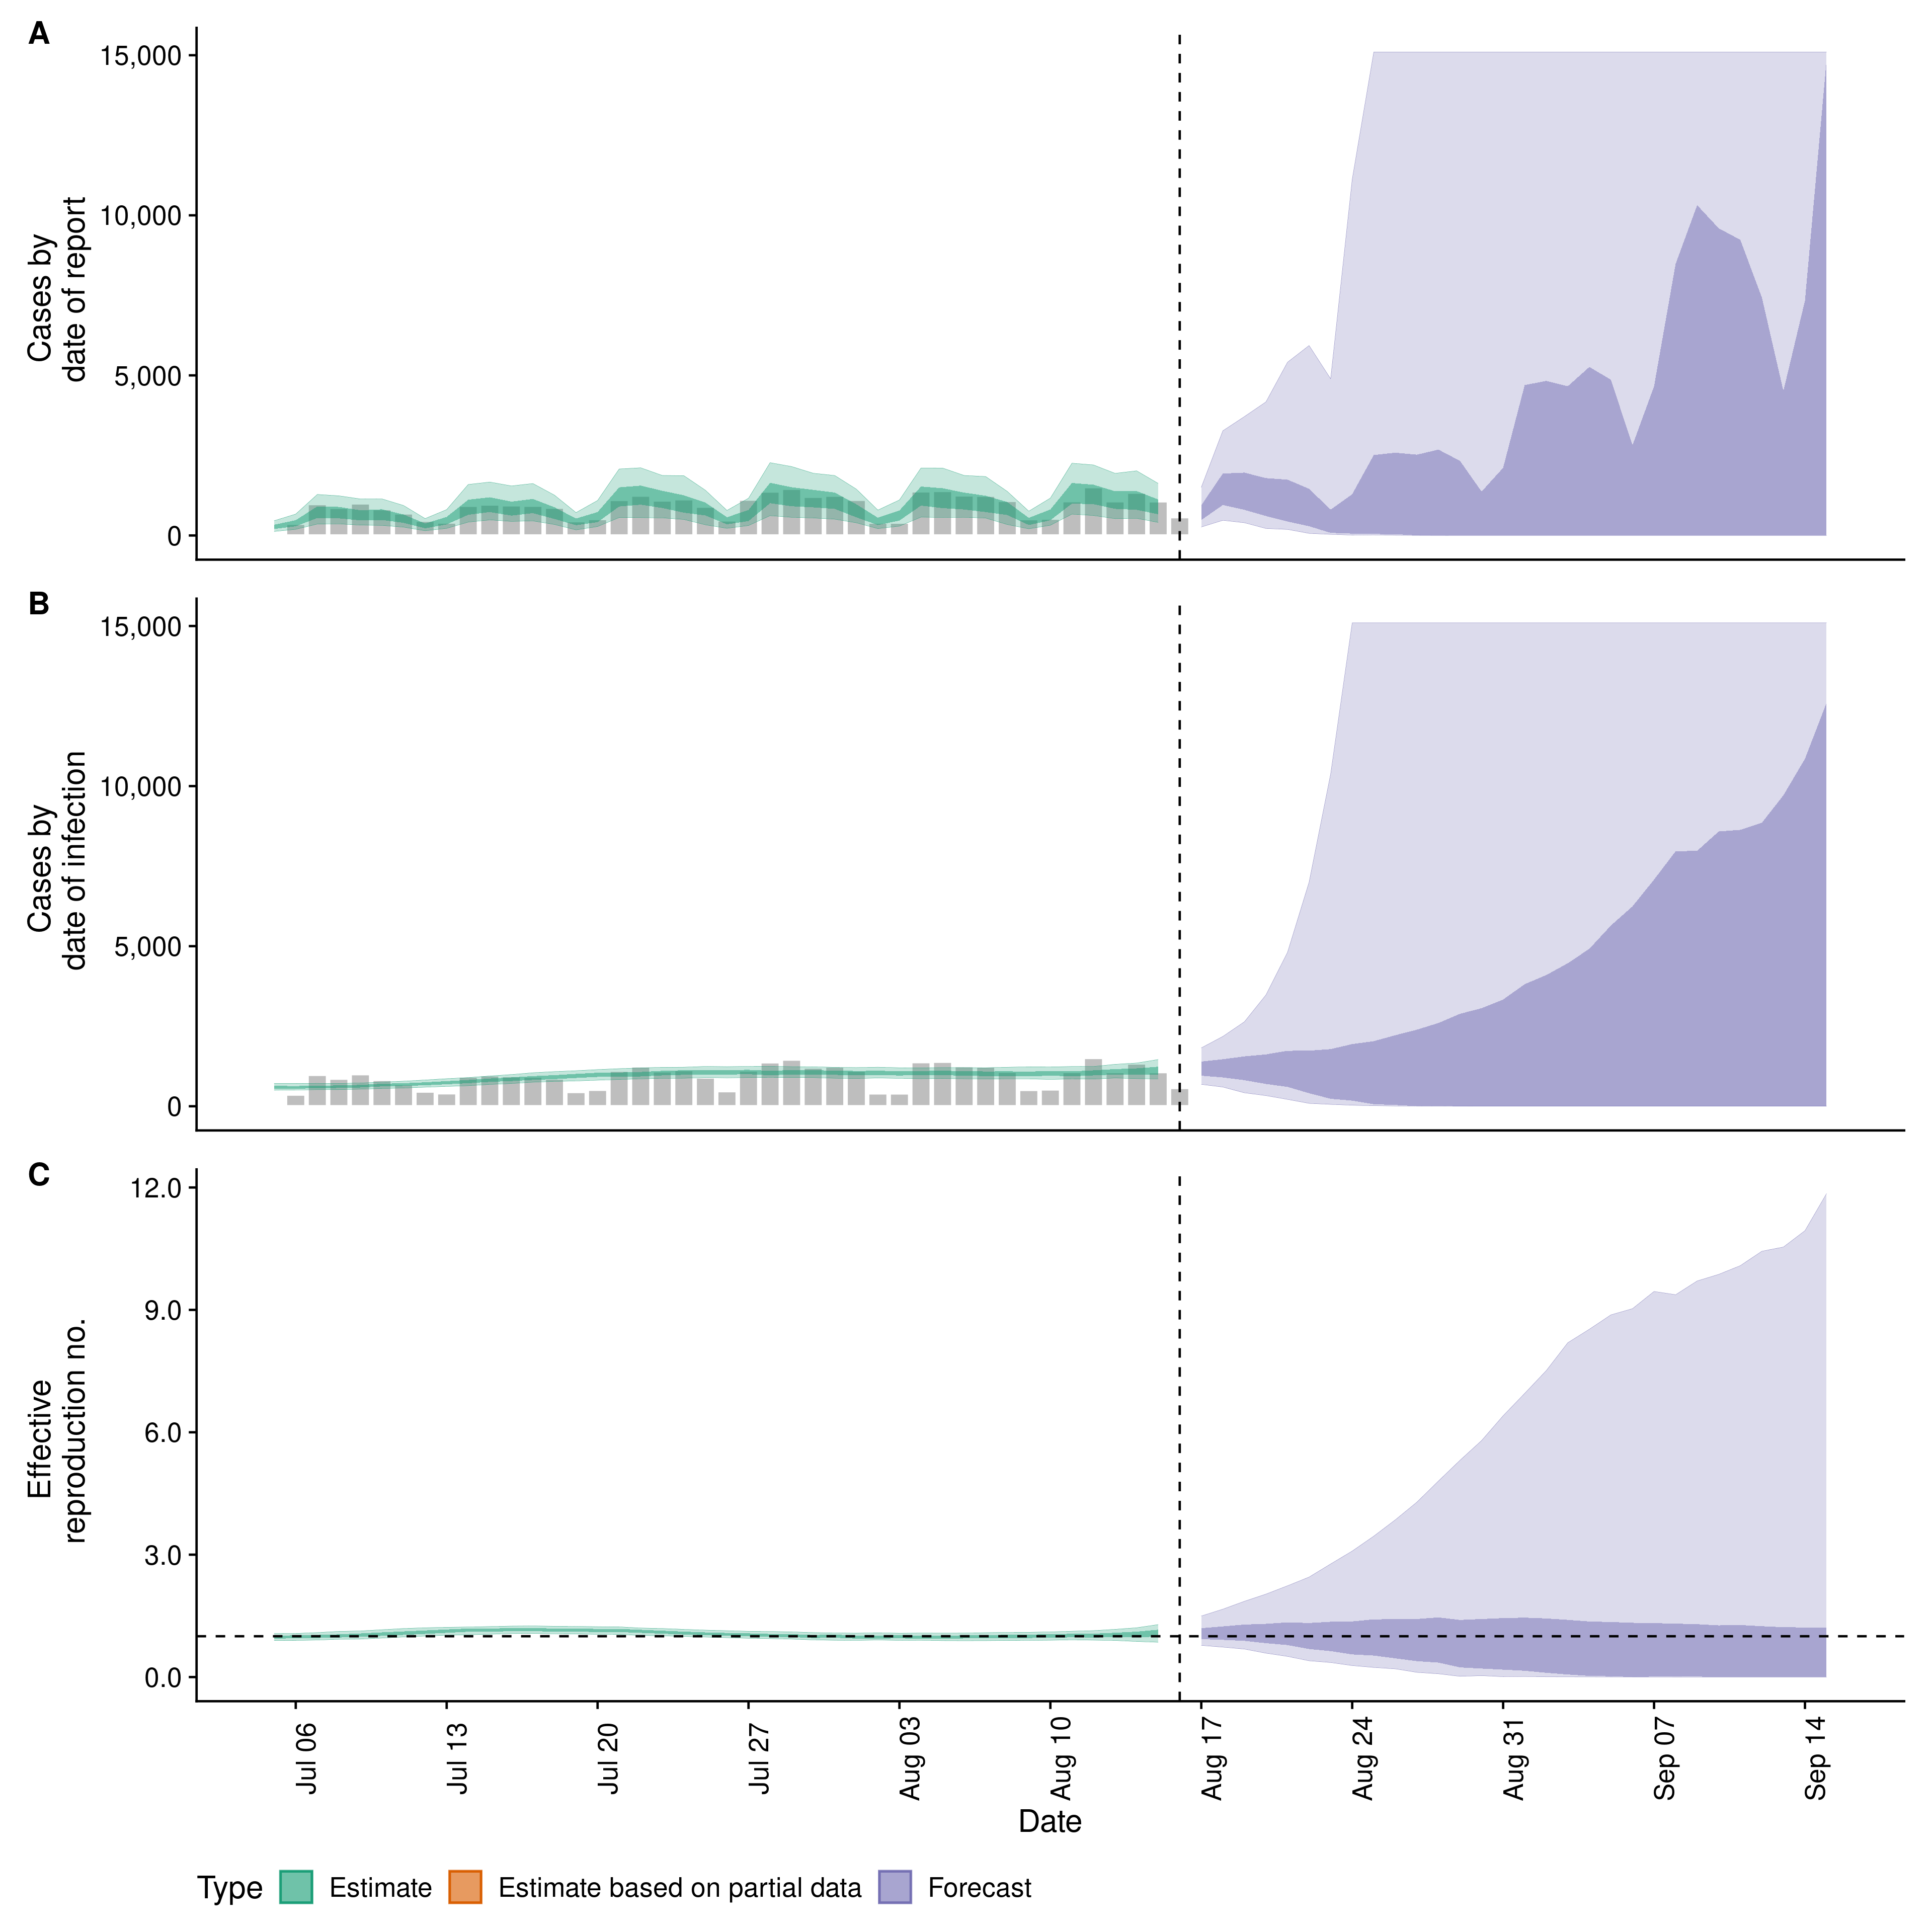 A
15,000
10,000
5,000
0
Cases by
date of report
B
15,000
10,000
5,000
0
Cases by
date of infection
C
12.0
9.0
6.0
3.0
0.0
Effective
reproduction no.
Jul 06
Jul 13
Jul 20
Jul 27
Aug 03
Aug 10
Aug 17
Aug 24
Aug 31
Sep 07
Sep 14
Date
Type Estimate Estimate based on partial data Forecast